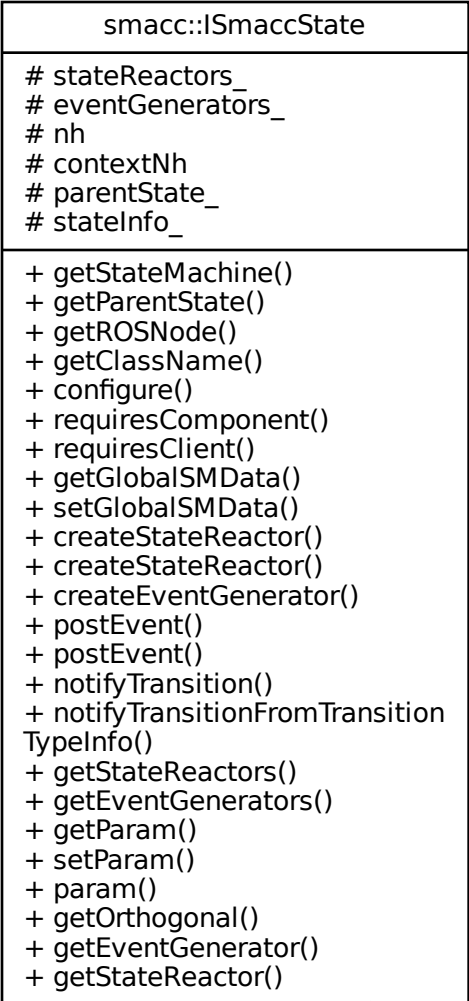 smacc::ISmaccState
# stateReactors_
# eventGenerators_
# nh
# contextNh
# parentState_
# stateInfo_
+ getStateMachine()
+ getParentState()
+ getROSNode()
+ getClassName()
+ configure()
+ requiresComponent()
+ requiresClient()
+ getGlobalSMData()
+ setGlobalSMData()
+ createStateReactor()
+ createStateReactor()
+ createEventGenerator()
+ postEvent()
+ postEvent()
+ notifyTransition()
+ notifyTransitionFromTransition
TypeInfo()
+ getStateReactors()
+ getEventGenerators()
+ getParam()
+ setParam()
+ param()
+ getOrthogonal()
+ getEventGenerator()
+ getStateReactor()